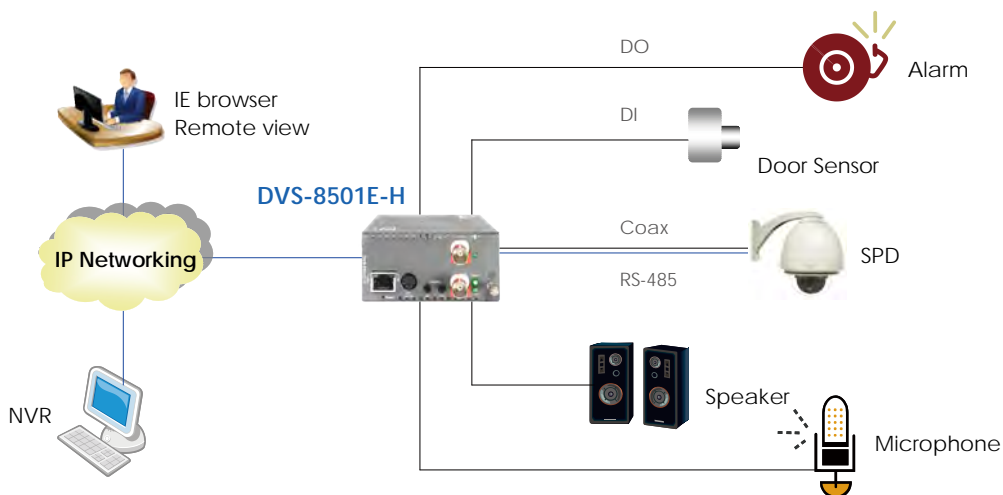 DO
Alarm
IE browser
Remote view
DI
Door Sensor
DVS-8501E-H
Coax
SPD
IP Networking
RS-485
Speaker
NVR
Microphone